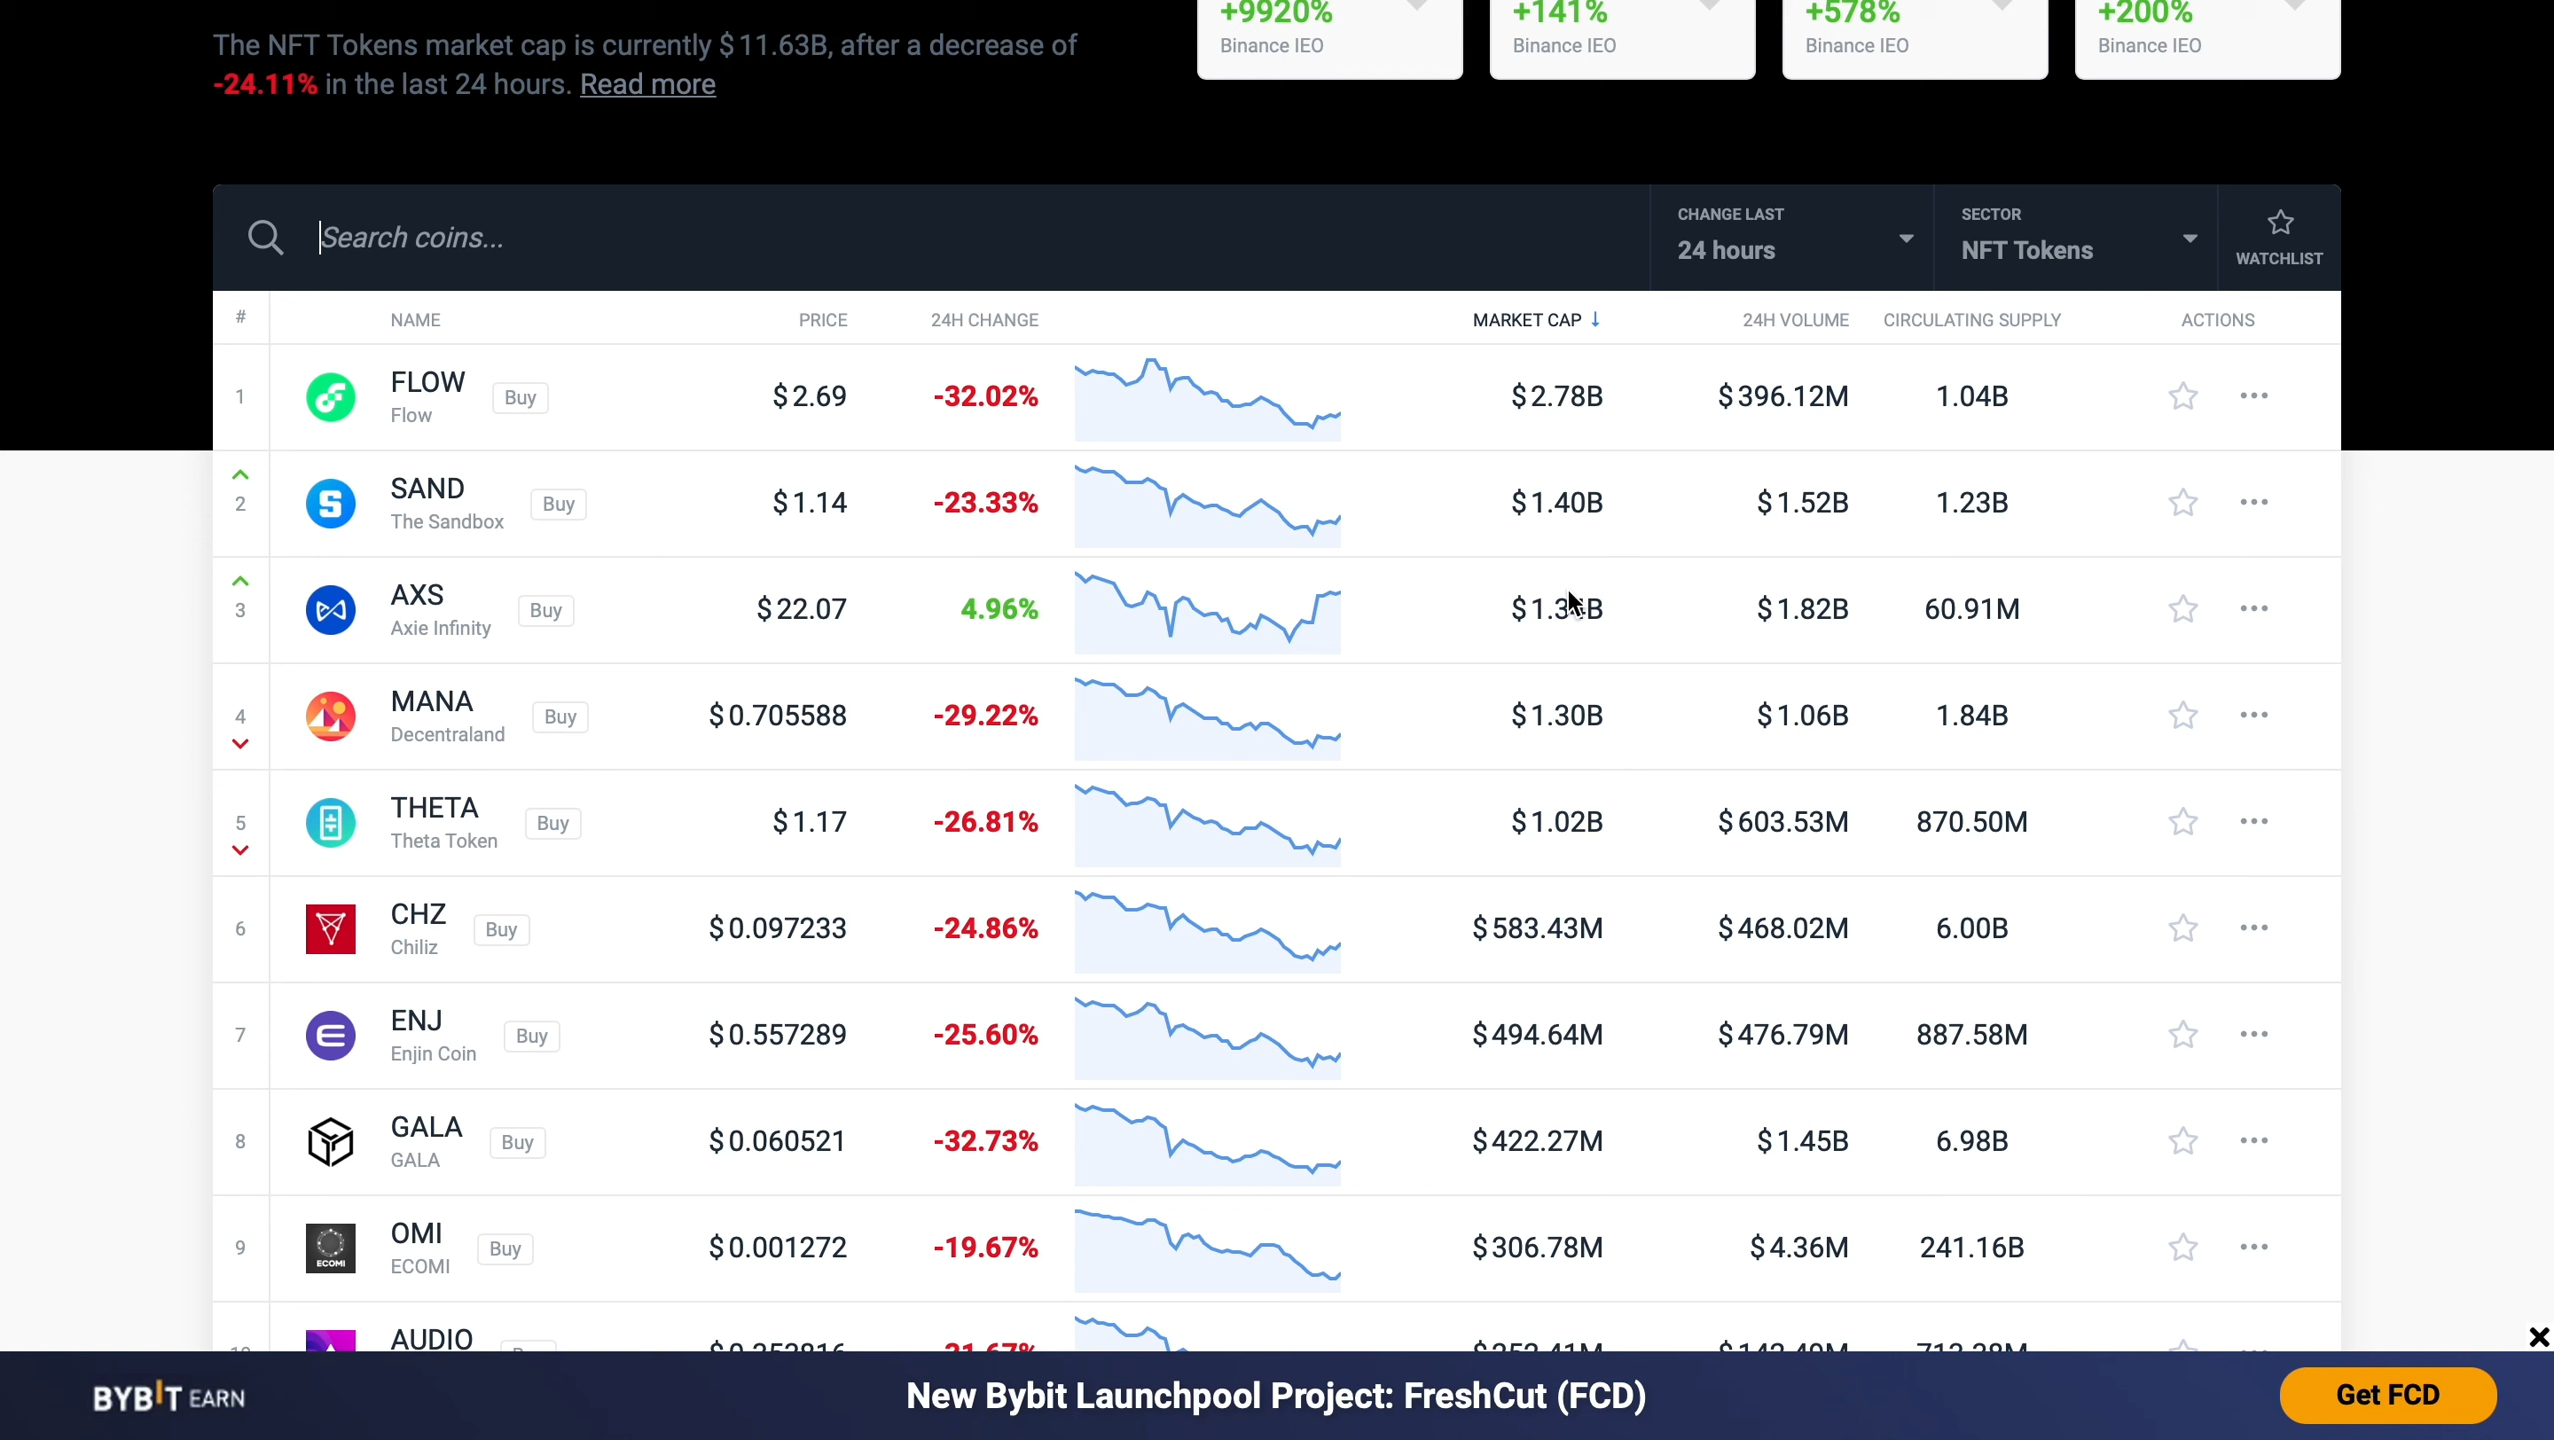 +9920%
Binance IEO
+141%
Binance IEO
+578%
Binance IEO
+200%
Binance IEO
The NFT Tokens market cap is currently $11.63B, after a decrease of
-24.11% in the last 24 hours. Read more
Search coins...
CHANGE LAST
24 hours
SECTOR
NFT Tokens
WATCHLIST
# NAME PRICE 24H CHANGE MARKET CAP ↓ 24H VOLUME CIRCULATING SUPPLY ACTIONS
1 FLOW Buy $2.69 -32.02% $2.78B $396.12M 1.04B
Flow
2 SAND Buy $1.14 -23.33% $1.40B $1.52B 1.23B
The Sandbox
3 AXS Buy $22.07 4.96% $1.82B 60.91M
Axie Infinity
4 MANA Buy $0.705588 -29.22% $1.30B $1.06B 1.84B
Decentraland
5 THETA Buy $1.17 -26.81% $1.02B $603.53M 870.50M
Theta Token
6 CHZ Buy $0.097233 -24.86% $583.43M $468.02M 6.00B
Chiliz
7 ENJ Buy $0.557289 -25.60% $494.64M $476.79M 887.58M
Enjin Coin
8 GALA Buy $0.060521 -32.73% $422.27M $1.45B 6.98B
GALA
9 OMI Buy $0.001272 -19.67% $306.78M $4.36M 241.16B
ECOMI
ECOMI
AUDIO
BYBIT EARN
New Bybit Launchpool Project: FreshCut (FCD)
Get FCD